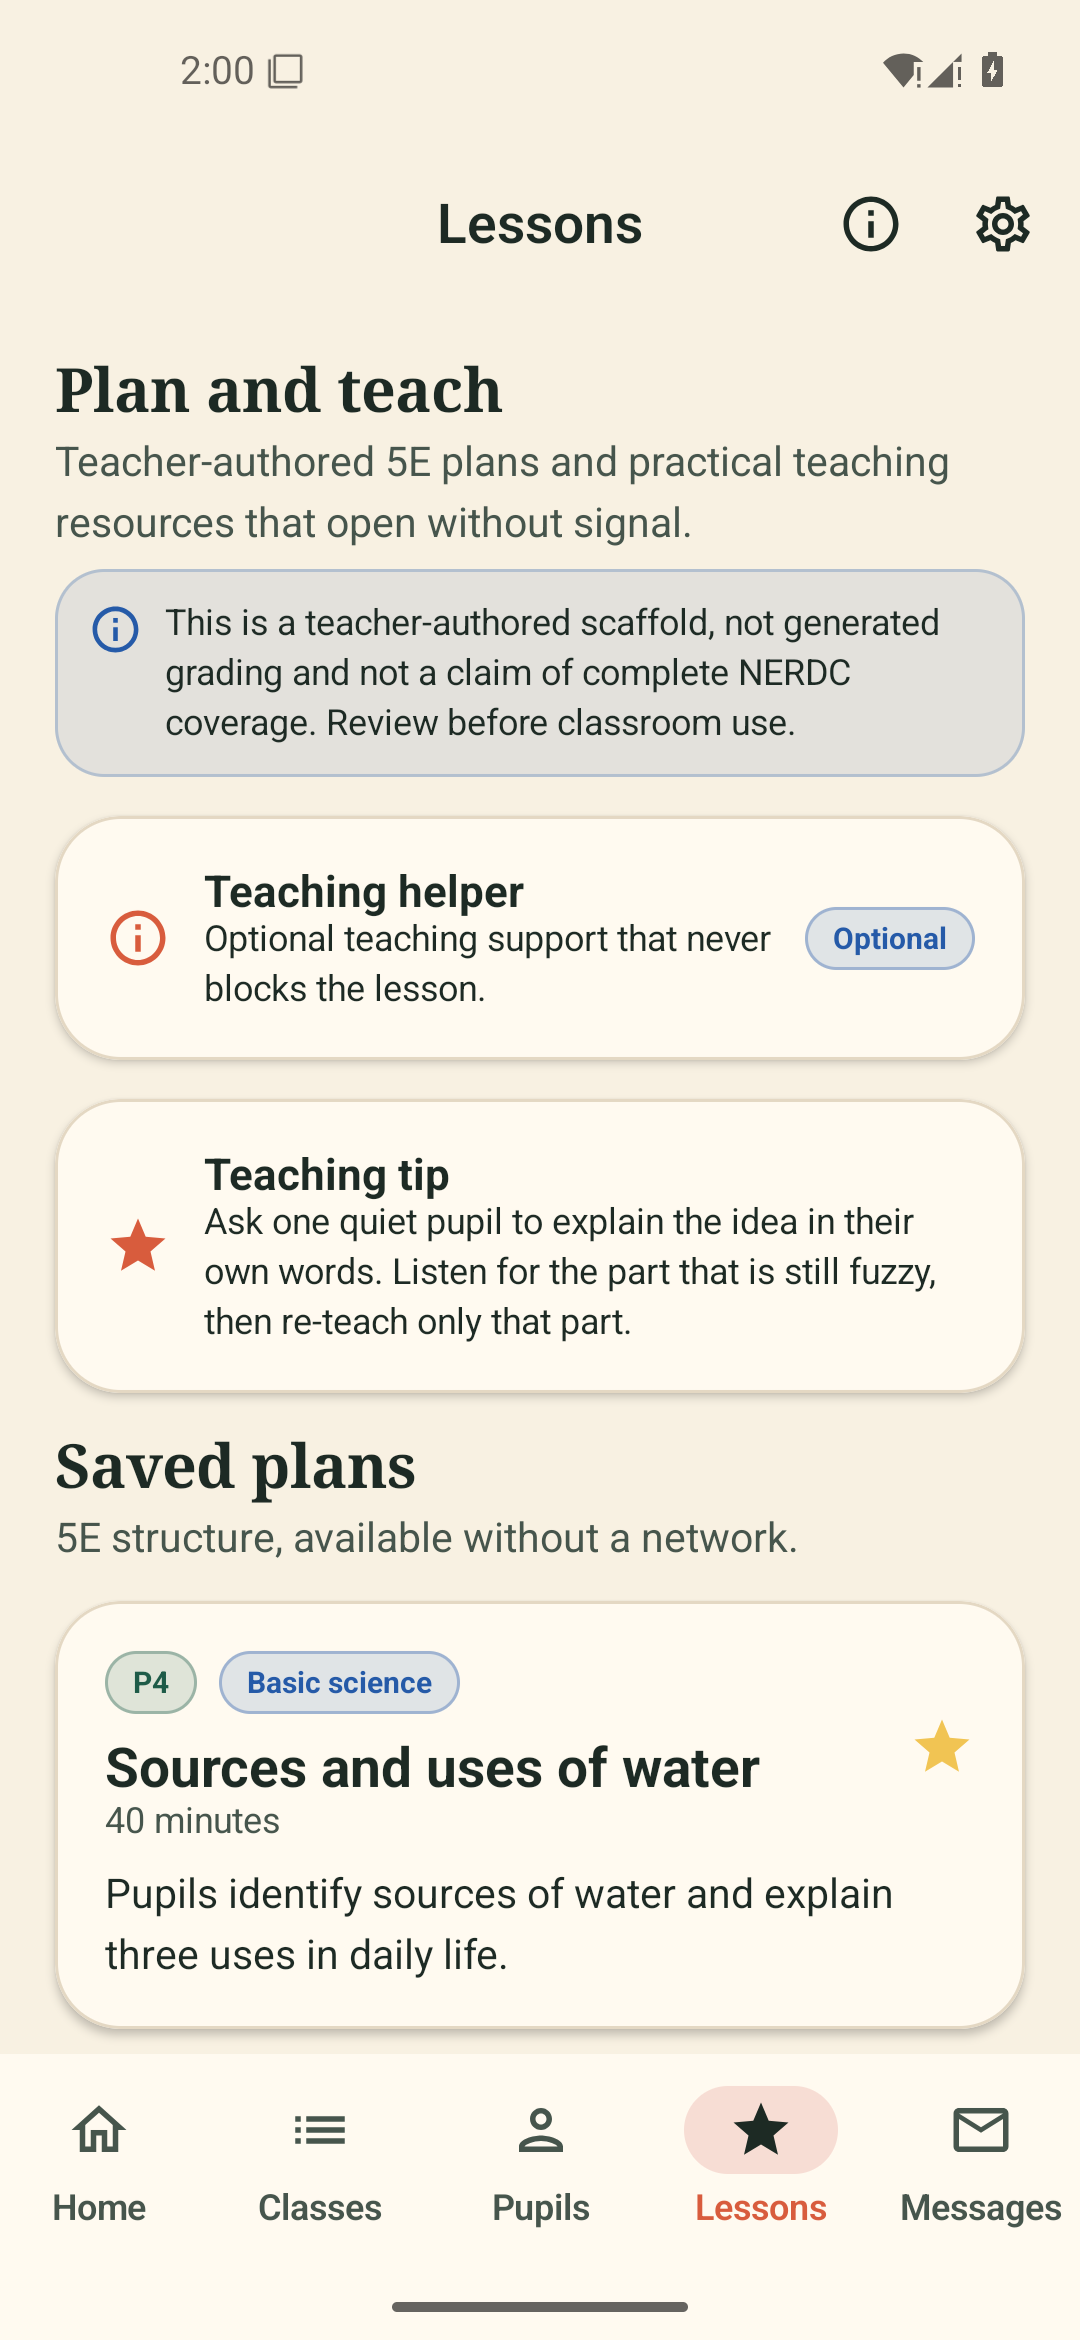 2:00
Lessons
Plan and teach
Teacher-authored 5E plans and practical teaching
resources that open without signal.
This is a teacher-authored scaffold, not generated
grading and not a claim of complete NERDC
coverage. Review before classroom use.
Teaching helper
Optional teaching support that never
blocks the lesson.
Optional
Teaching tip
Ask one quiet pupil to explain the idea in their
own words. Listen for the part that is still fuzzy,
then re-teach only that part.
Saved plans
5E structure, available without a network.
P4 Basic science
Sources and uses of water
40 minutes
Pupils identify sources of water and explain
three uses in daily life.
Home Classes Pupils Lessons Messages